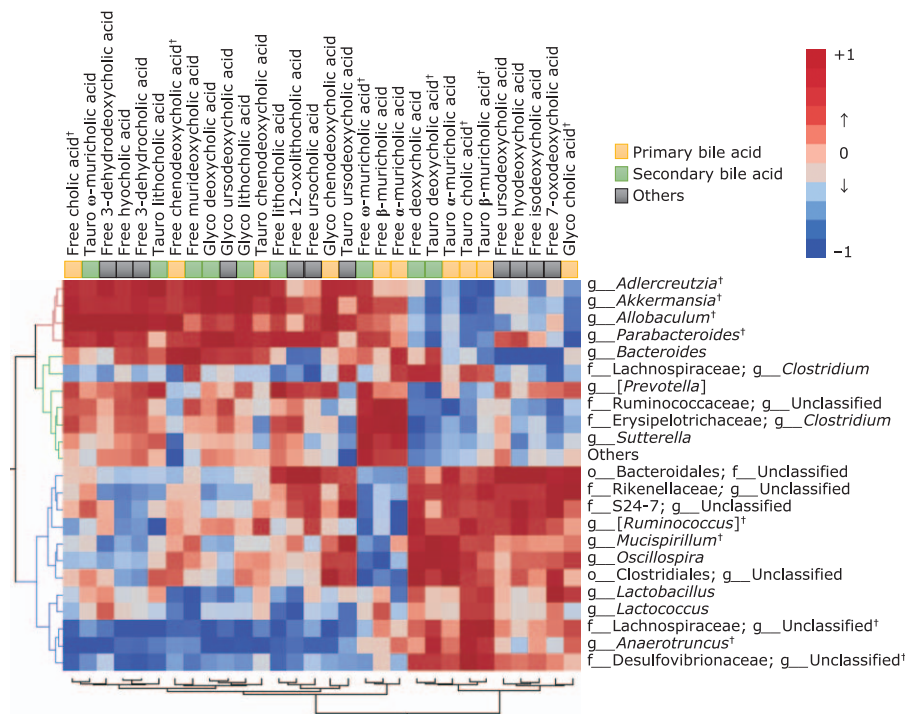 Free cholic acid†
Tauro ω-muricholic acid
Free 3-dehydrodeoxycholic acid
Free hyocholic acid
Free 3-dehydrocholic acid
Tauro lithocholic acid
Free chenodeoxycholic acid†
Free murideoxycholic acid
Glyco deoxycholic acid
Glyco ursodeoxycholic acid
Glyco lithocholic acid
Tauro chenodeoxycholic acid
Free lithocholic acid
Free 12-oxolithocholic acid
Free ursocholic acid
Glyco chenodeoxycholic acid
Tauro ursodeoxycholic acid
Free ω-muricholic acid†
Free β-muricholic acid
Free α-muricholic acid
Free deoxycholic acid
Tauro deoxycholic acid†
Tauro α-muricholic acid
Tauro cholic acid†
Tauro β-muricholic acid†
Free ursodeoxycholic acid
Free hyodeoxycholic acid
Free isodeoxycholic acid
Free 7-oxodeoxycholic acid
Glyco cholic acid†
Primary bile acid
Secondary bile acid
Others
+1
↑
0
↓
−1
g__Adlercreutzia†
g__Akkermansia†
g__Allobaculum†
g__Parabacteroides†
g__Bacteroides
f__Lachnospiraceae; g__Clostridium
g__[Prevotella]
f__Ruminococcaceae; g__Unclassified
f__Erysipelotrichaceae; g__Clostridium
g__Sutterella
Others
o__Bacteroidales; f__Unclassified
f__Rikenellaceae; g__Unclassified
f__S24-7; g__Unclassified
g__[Ruminococcus]†
g__Mucispirillum†
g__Oscillospira
o__Clostridiales; g__Unclassified
g__Lactobacillus
g__Lactococcus
f__Lachnospiraceae; g__Unclassified†
g__Anaerotruncus†
f__Desulfovibrionaceae; g__Unclassified†